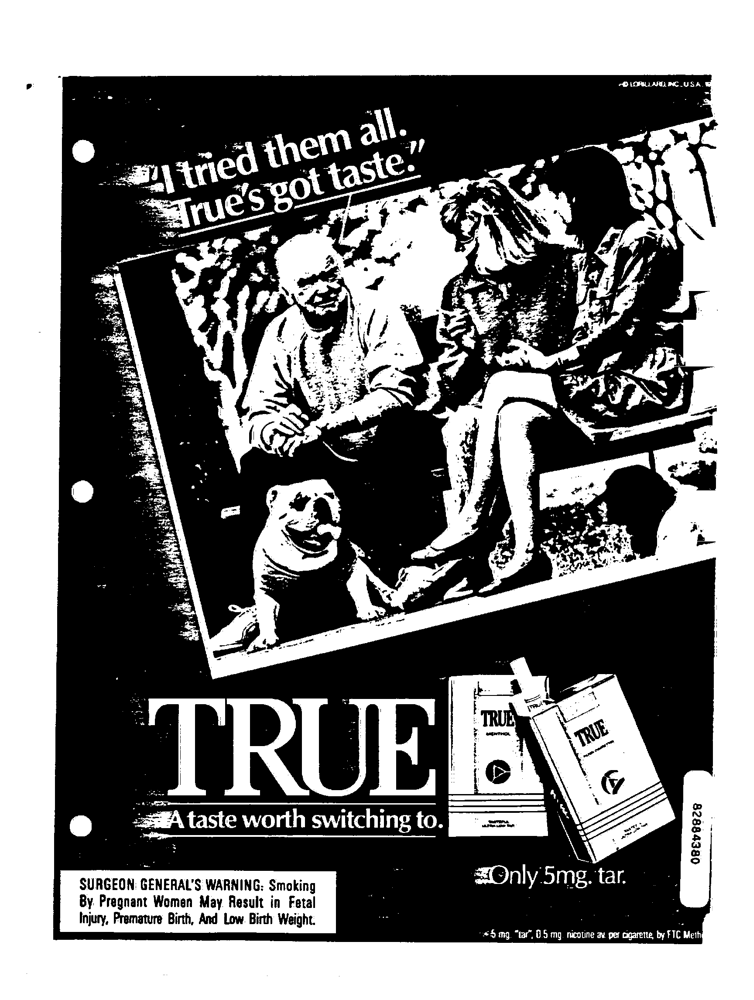 © LORILLARD, INC., U.S.A.
"I tried them all.
True's got taste."
TRUE
MENTHOL
TRUE
TRUE
A taste worth switching to.
82884380
Only 5mg. tar.
SURGEON GENERAL'S WARNING: Smoking
By Pregnant Women May Result in Fetal
Injury, Premature Birth, And Low Birth Weight.
5 mg. "tar", 0.5 mg. nicotine av. per cigarette, by FTC